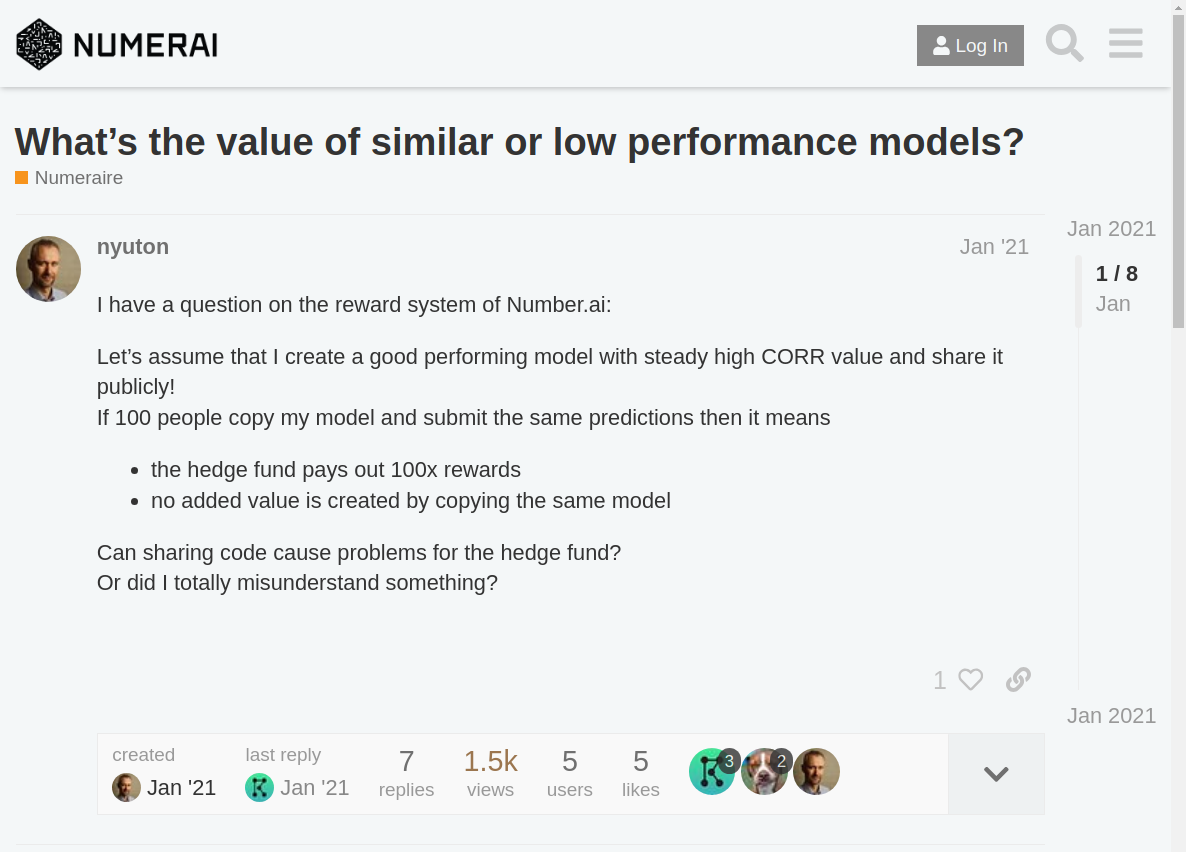 NUMERAI
Log In
What’s the value of similar or low performance models?
Numeraire
Jan 2021
nyuton
Jan '21
1 / 8
Jan
I have a question on the reward system of Number.ai:
Let’s assume that I create a good performing model with steady high CORR value and share it
publicly!
If 100 people copy my model and submit the same predictions then it means
the hedge fund pays out 100x rewards
no added value is created by copying the same model
Can sharing code cause problems for the hedge fund?
Or did I totally misunderstand something?
1
Jan 2021
created
Jan '21
last reply
Jan '21
7
replies
1.5k
views
5
users
5
likes
3
2